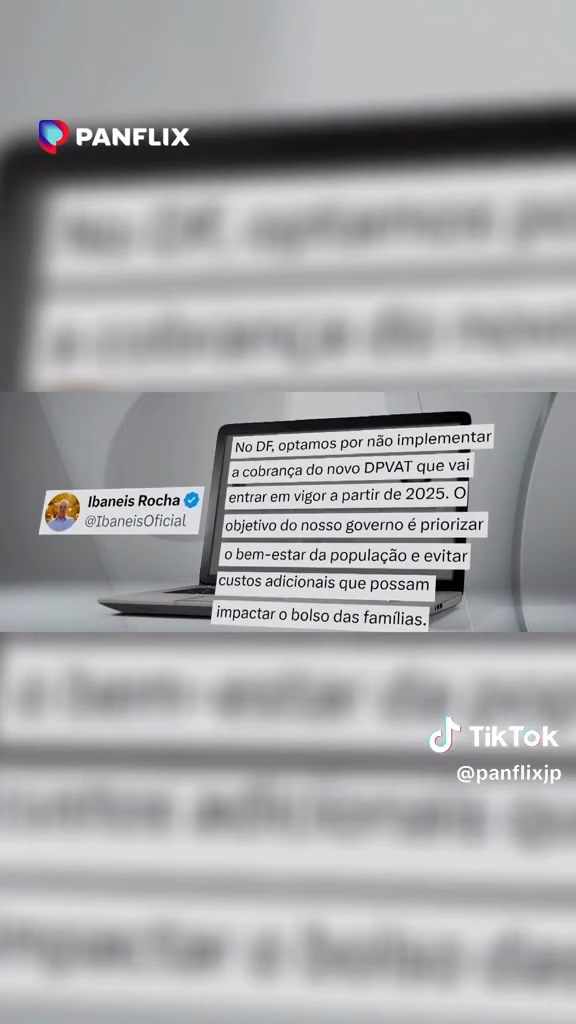 PANFLIX
No DF, optamos por não implementar
a cobrança do novo DPVAT que vai
entrar em vigor a partir de 2025. O
objetivo do nosso governo é priorizar
o bem-estar da população e evitar
custos adicionais que possam
impactar o bolso das famílias.
Ibaneis Rocha
@IbaneisOficial
TikTok
@panflixjp